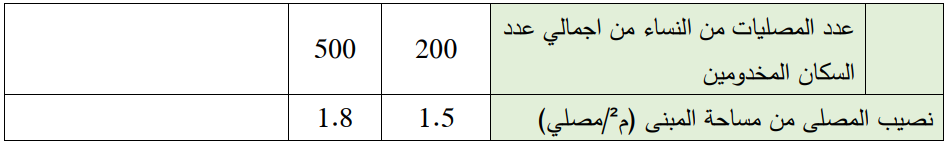 عدد المصليات من النساء من اجمالي عدد
السكان المخدومين
200
500
نصيب المصلى من مساحة المبنى (م²/مصلي)
1.5
1.8